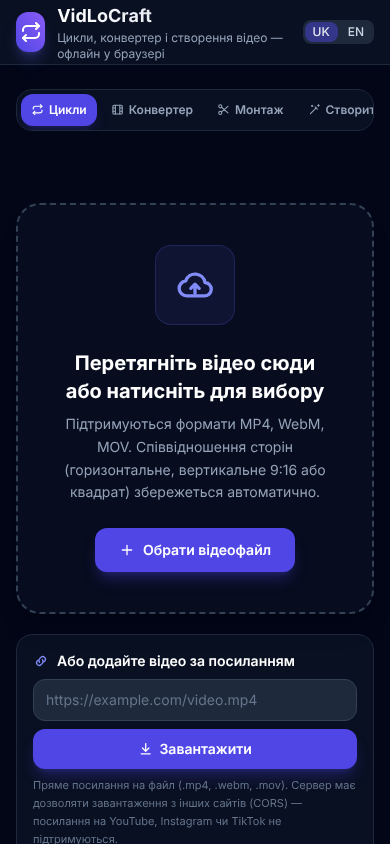 VidLoCraft
Цикли, конвертер і створення відео —
офлайн у браузері
UK EN
Цикли Конвертер Монтаж Створит
Перетягніть відео сюди
або натисніть для вибору
Підтримуються формати MP4, WebM,
MOV. Співвідношення сторін
(горизонтальне, вертикальне 9:16 або
квадрат) збережеться автоматично.
Обрати відеофайл
Або додайте відео за посиланням
https://example.com/video.mp4
Завантажити
Пряме посилання на файл (.mp4, .webm, .mov). Сервер має
дозволяти завантаження з інших сайтів (CORS) —
посилання на YouTube, Instagram чи TikTok не
підтримуються.